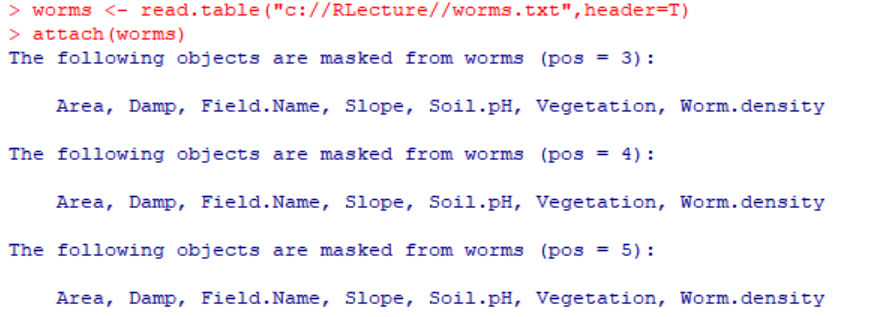 > worms <- read.table("c://RLecture//worms.txt",header=T)
> attach(worms)
The following objects are masked from worms (pos = 3):
Area, Damp, Field.Name, Slope, Soil.pH, Vegetation, Worm.density
The following objects are masked from worms (pos = 4):
Area, Damp, Field.Name, Slope, Soil.pH, Vegetation, Worm.density
The following objects are masked from worms (pos = 5):
Area, Damp, Field.Name, Slope, Soil.pH, Vegetation, Worm.density